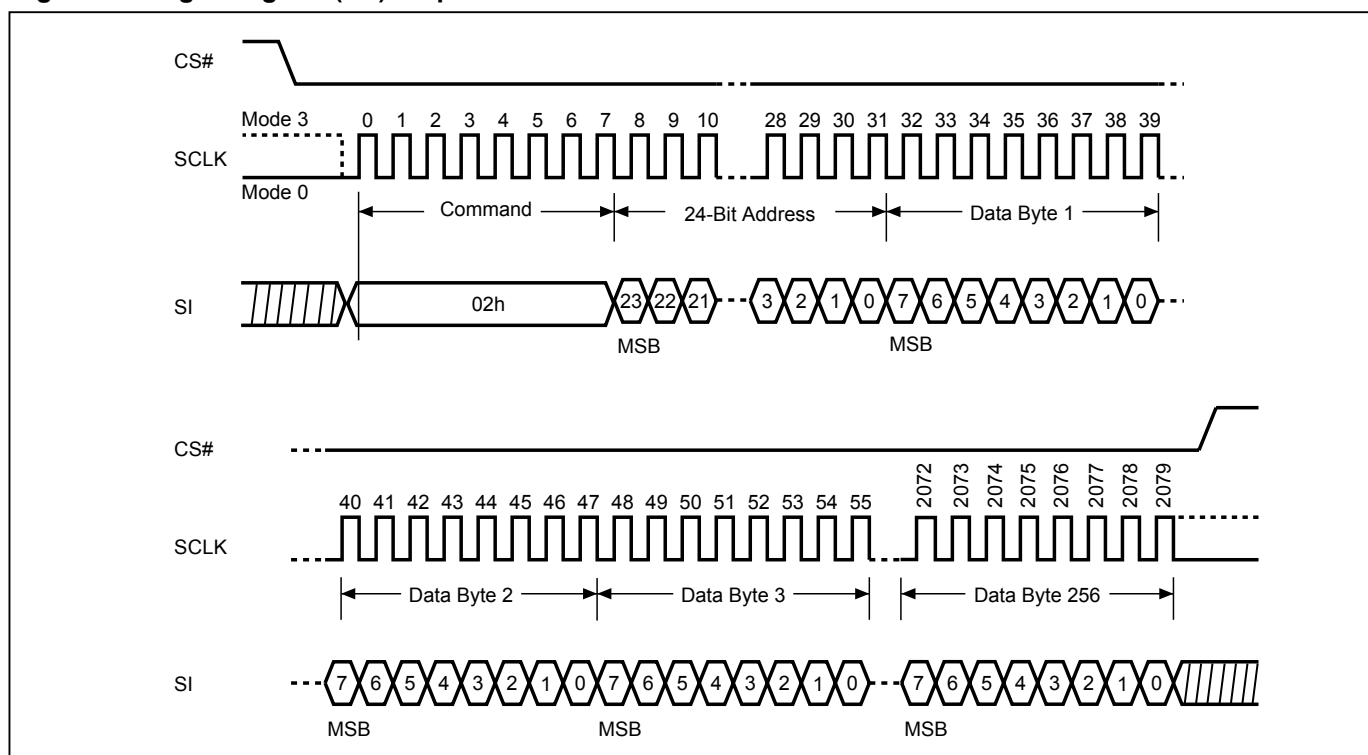 CS#
Mode 3
0 1 2 3 4 5 6 7 8 9 10 28 29 30 31 32 33 34 35 36 37 38 39
SCLK
Mode 0
Command 24-Bit Address Data Byte 1
SI 02h 23 22 21 3 2 1 0 7 6 5 4 3 2 1 0
MSB MSB
CS#
40 41 42 43 44 45 46 47 48 49 50 51 52 53 54 55 2072 2073 2074 2075 2076 2077 2078 2079
SCLK
Data Byte 2 Data Byte 3 Data Byte 256
SI 7 6 5 4 3 2 1 0 7 6 5 4 3 2 1 0 7 6 5 4 3 2 1 0
MSB MSB MSB